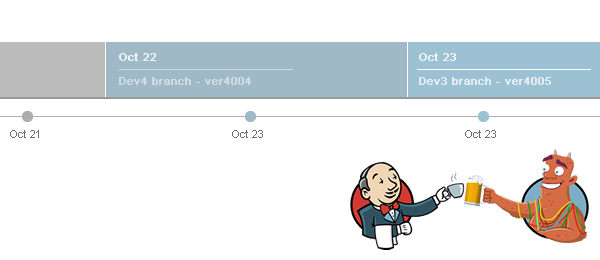 Oct 22
Dev4 branch - ver4004
Oct 23
Dev3 branch - ver4005
Oct 21
Oct 23
Oct 23